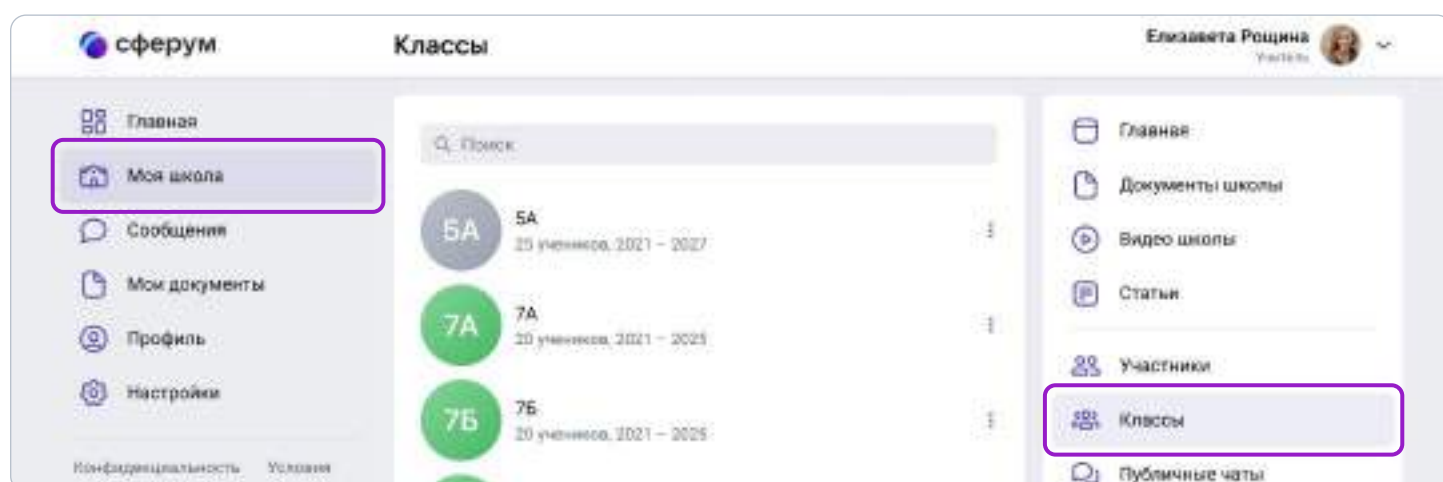 сферум
Классы
Елизавета Рощина
Учитель
Главная
Моя школа
Сообщения
Мои документы
Профиль
Настройки
Конфиденциальность Условия
Поиск
5А
5А
25 учеников, 2021 – 2027
7А
7А
20 учеников, 2021 – 2025
7Б
7Б
20 учеников, 2021 – 2025
Главная
Документы школы
Видео школы
Статьи
Участники
Классы
Публичные чаты